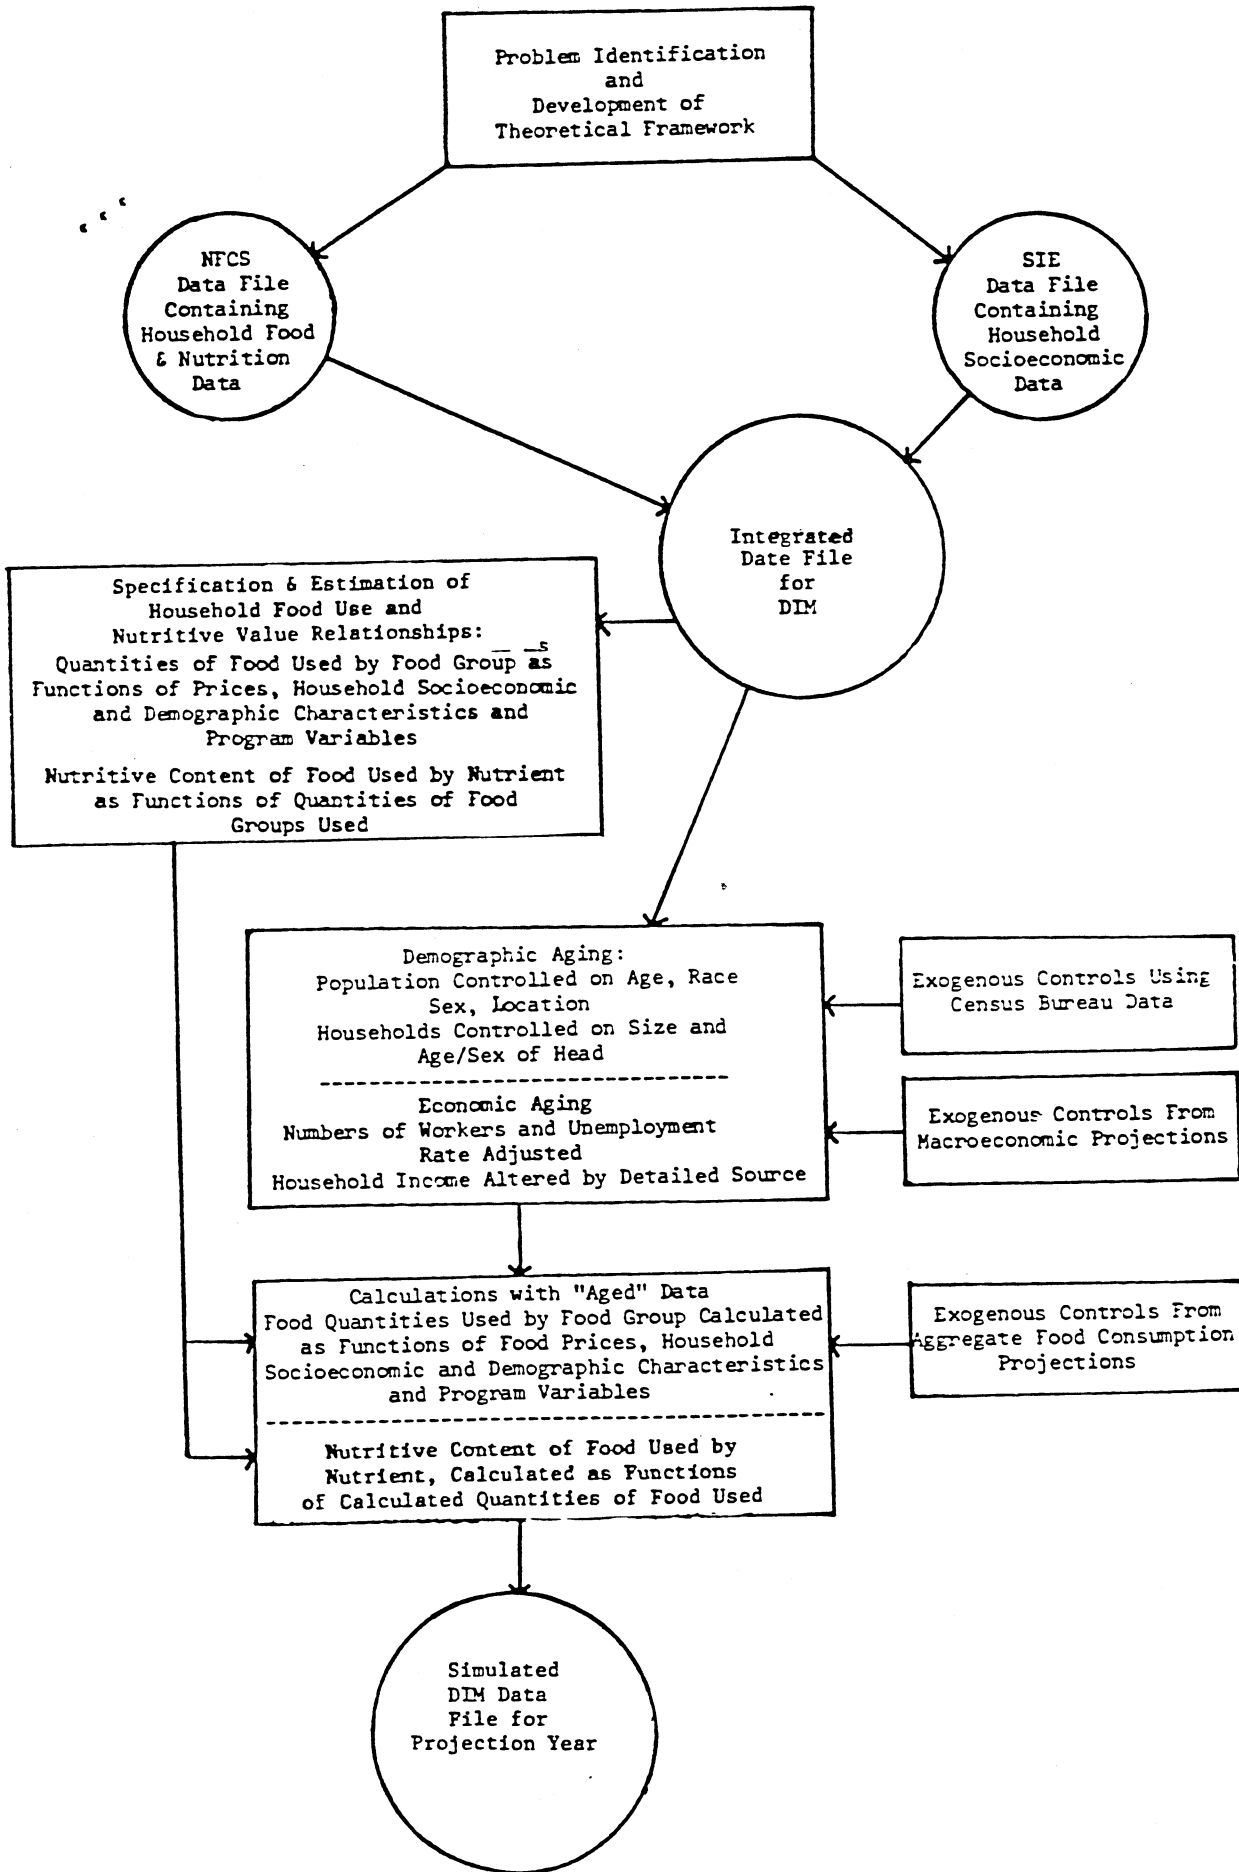 Problem Identification
and
Development of
Theoretical Framework
NFCS
Data File
Containing
Household Food
& Nutrition
Data
SIE
Data File
Containing
Household
Socioeconomic
Data
Integrated
Date File
for
DIM
Specification & Estimation of
Household Food Use and
Nutritive Value Relationships:
Quantities of Food Used by Food Group as
Functions of Prices, Household Socioeconomic
and Demographic Characteristics and
Program Variables
Nutritive Content of Food Used by Nutrient
as Functions of Quantities of Food
Groups Used
Demographic Aging:
Population Controlled on Age, Race
Sex, Location
Households Controlled on Size and
Age/Sex of Head
Economic Aging
Numbers of Workers and Unemployment
Rate Adjusted
Household Income Altered by Detailed Source
Exogenous Controls Using
Census Bureau Data
Exogenous Controls From
Macroeconomic Projections
Calculations with "Aged" Data
Food Quantities Used by Food Group Calculated
as Functions of Food Prices, Household
Socioeconomic and Demographic Characteristics
and Program Variables
Nutritive Content of Food Used by
Nutrient, Calculated as Functions
of Calculated Quantities of Food Used
Exogenous Controls From
Aggregate Food Consumption
Projections
Simulated
DIM Data
File for
Projection Year